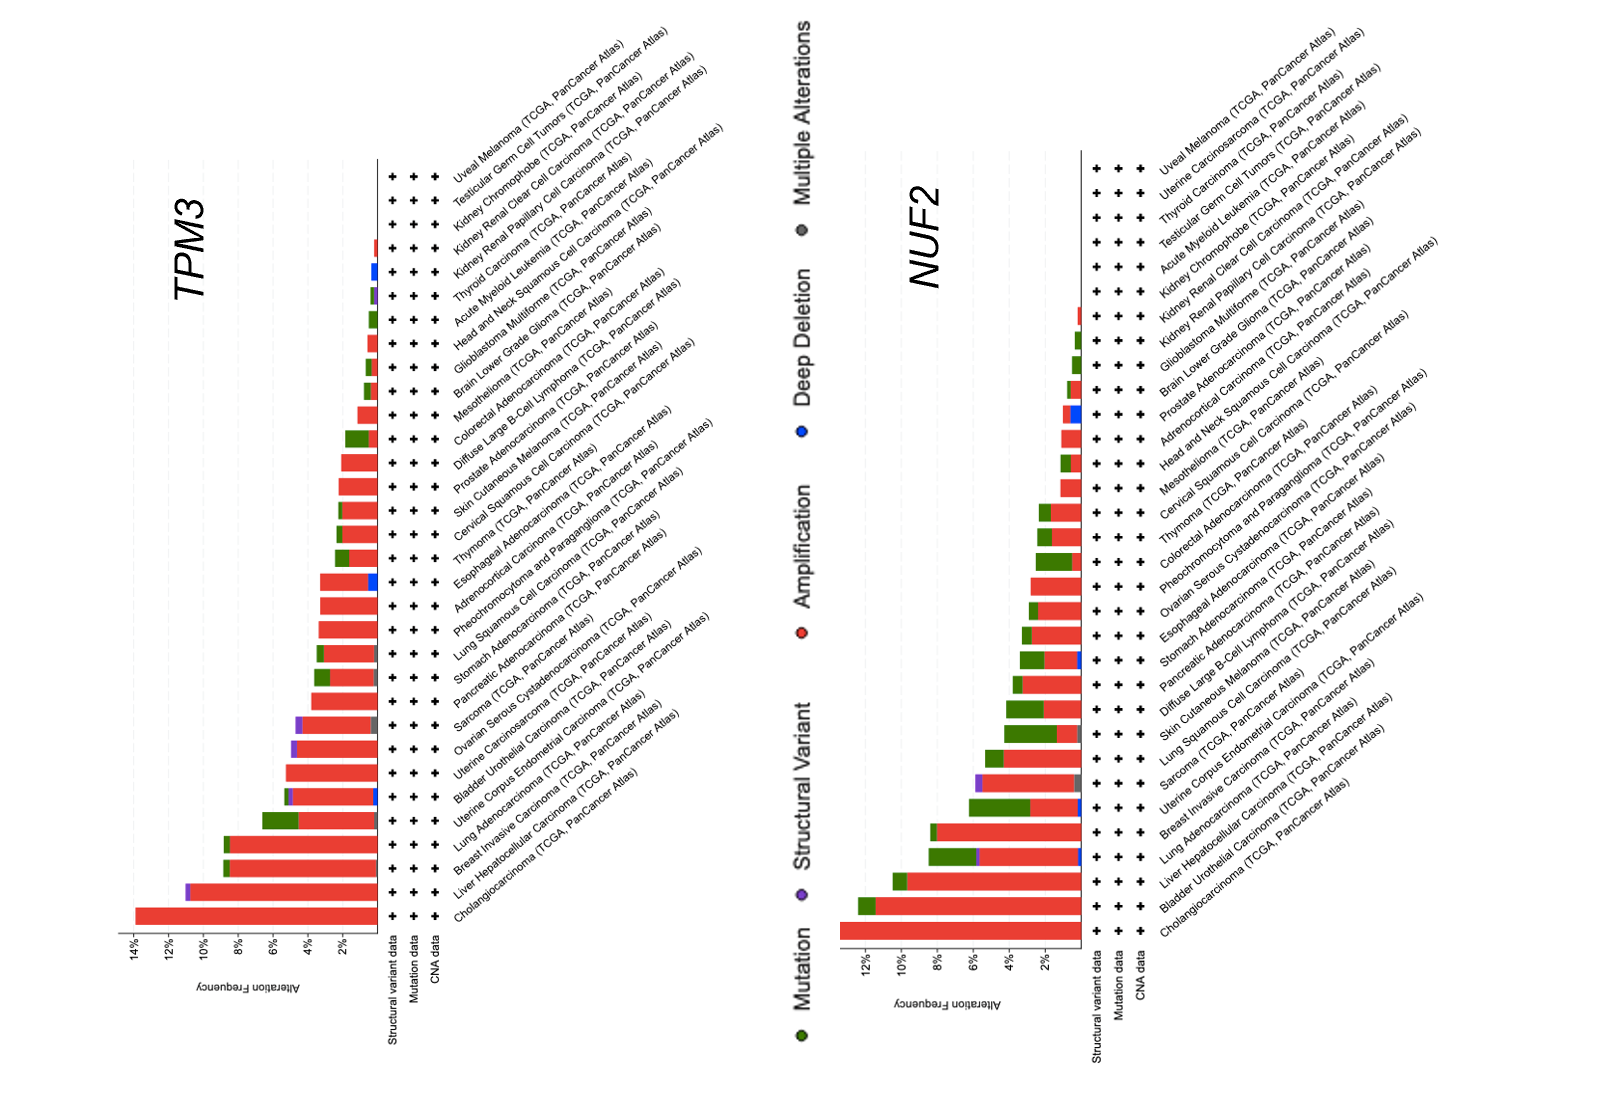 TPM3
14%
12%
10%
8%
6%
4%
2%
Alteration Frequency
Structural variant data
Mutation data
CNA data
Cholangiocarcinoma (TCGA, PanCancer Atlas)
Liver Hepatocellular Carcinoma (TCGA, PanCancer Atlas)
Breast Invasive Carcinoma (TCGA, PanCancer Atlas)
Lung Adenocarcinoma (TCGA, PanCancer Atlas)
Uterine Corpus Endometrial Carcinoma (TCGA, PanCancer Atlas)
Bladder Urothelial Carcinoma (TCGA, PanCancer Atlas)
Uterine Carcinosarcoma (TCGA, PanCancer Atlas)
Ovarian Serous Cystadenocarcinoma (TCGA, PanCancer Atlas)
Sarcoma (TCGA, PanCancer Atlas)
Pancreatic Adenocarcinoma (TCGA, PanCancer Atlas)
Stomach Adenocarcinoma (TCGA, PanCancer Atlas)
Lung Squamous Cell Carcinoma (TCGA, PanCancer Atlas)
Pheochromocytoma and Paraganglioma (TCGA, PanCancer Atlas)
Adrenocortical Carcinoma (TCGA, PanCancer Atlas)
Esophageal Adenocarcinoma (TCGA, PanCancer Atlas)
Thymoma (TCGA, PanCancer Atlas)
Cervical Squamous Cell Carcinoma (TCGA, PanCancer Atlas)
Skin Cutaneous Melanoma (TCGA, PanCancer Atlas)
Prostate Adenocarcinoma (TCGA, PanCancer Atlas)
Diffuse Large B-Cell Lymphoma (TCGA, PanCancer Atlas)
Colorectal Adenocarcinoma (TCGA, PanCancer Atlas)
Mesothelioma (TCGA, PanCancer Atlas)
Brain Lower Grade Glioma (TCGA, PanCancer Atlas)
Glioblastoma Multiforme (TCGA, PanCancer Atlas)
Head and Neck Squamous Cell Carcinoma (TCGA, PanCancer Atlas)
Acute Myeloid Leukemia (TCGA, PanCancer Atlas)
Thyroid Carcinoma (TCGA, PanCancer Atlas)
Kidney Renal Papillary Cell Carcinoma (TCGA, PanCancer Atlas)
Kidney Renal Clear Cell Carcinoma (TCGA, PanCancer Atlas)
Kidney Chromophobe (TCGA, PanCancer Atlas)
Testicular Germ Cell Tumors (TCGA, PanCancer Atlas)
Uveal Melanoma (TCGA, PanCancer Atlas)
Mutation
Structural Variant
Amplification
Deep Deletion
Multiple Alterations
NUF2
12%
10%
8%
6%
4%
2%
Alteration Frequency
Structural variant data
Mutation data
CNA data
Cholangiocarcinoma (TCGA, PanCancer Atlas)
Bladder Urothelial Carcinoma (TCGA, PanCancer Atlas)
Liver Hepatocellular Carcinoma (TCGA, PanCancer Atlas)
Lung Adenocarcinoma (TCGA, PanCancer Atlas)
Breast Invasive Carcinoma (TCGA, PanCancer Atlas)
Uterine Corpus Endometrial Carcinoma (TCGA, PanCancer Atlas)
Sarcoma (TCGA, PanCancer Atlas)
Lung Squamous Cell Carcinoma (TCGA, PanCancer Atlas)
Skin Cutaneous Melanoma (TCGA, PanCancer Atlas)
Diffuse Large B-Cell Lymphoma (TCGA, PanCancer Atlas)
Pancreatic Adenocarcinoma (TCGA, PanCancer Atlas)
Stomach Adenocarcinoma (TCGA, PanCancer Atlas)
Esophageal Adenocarcinoma (TCGA, PanCancer Atlas)
Ovarian Serous Cystadenocarcinoma (TCGA, PanCancer Atlas)
Pheochromocytoma and Paraganglioma (TCGA, PanCancer Atlas)
Colorectal Adenocarcinoma (TCGA, PanCancer Atlas)
Thymoma (TCGA, PanCancer Atlas)
Cervical Squamous Cell Carcinoma (TCGA, PanCancer Atlas)
Mesothelioma (TCGA, PanCancer Atlas)
Head and Neck Squamous Cell Carcinoma (TCGA, PanCancer Atlas)
Adrenocortical Carcinoma (TCGA, PanCancer Atlas)
Prostate Adenocarcinoma (TCGA, PanCancer Atlas)
Brain Lower Grade Glioma (TCGA, PanCancer Atlas)
Glioblastoma Multiforme (TCGA, PanCancer Atlas)
Kidney Renal Papillary Cell Carcinoma (TCGA, PanCancer Atlas)
Kidney Renal Clear Cell Carcinoma (TCGA, PanCancer Atlas)
Kidney Chromophobe (TCGA, PanCancer Atlas)
Acute Myeloid Leukemia (TCGA, PanCancer Atlas)
Testicular Germ Cell Tumors (TCGA, PanCancer Atlas)
Thyroid Carcinoma (TCGA, PanCancer Atlas)
Uterine Carcinosarcoma (TCGA, PanCancer Atlas)
Uveal Melanoma (TCGA, PanCancer Atlas)